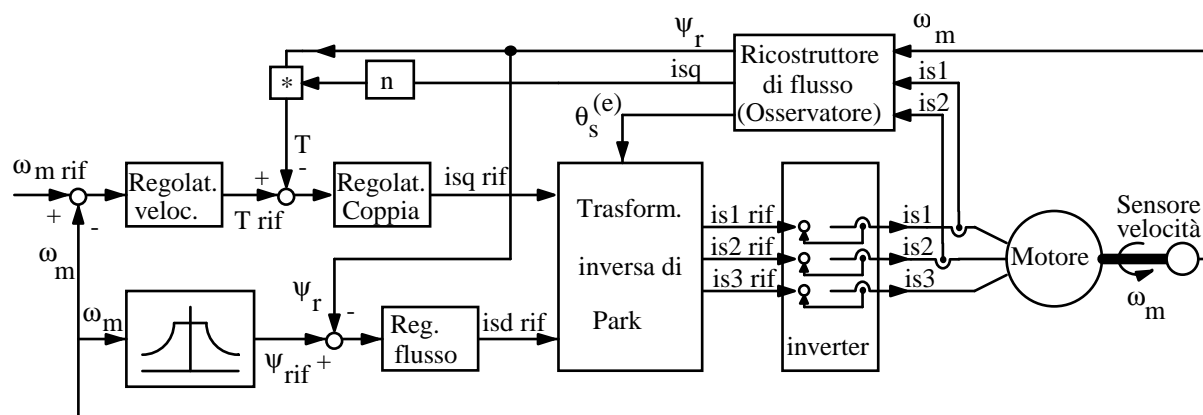 ψr
ωm
isq
n
*
Ricostruttore
di flusso
(Osservatore)
is1
is2
θs(e)
T
-
ωm rif
+
-
Regolat.
veloc.
+
T rif
Regolat.
Coppia
isq rif
Trasform.
inversa di
Park
is1 rif
is2 rif
is3 rif
inverter
is1
is2
is3
Motore
Sensore
velocità
ωm
ωm
ωm
ψr
-
ψrif
+
Reg.
flusso
isd rif